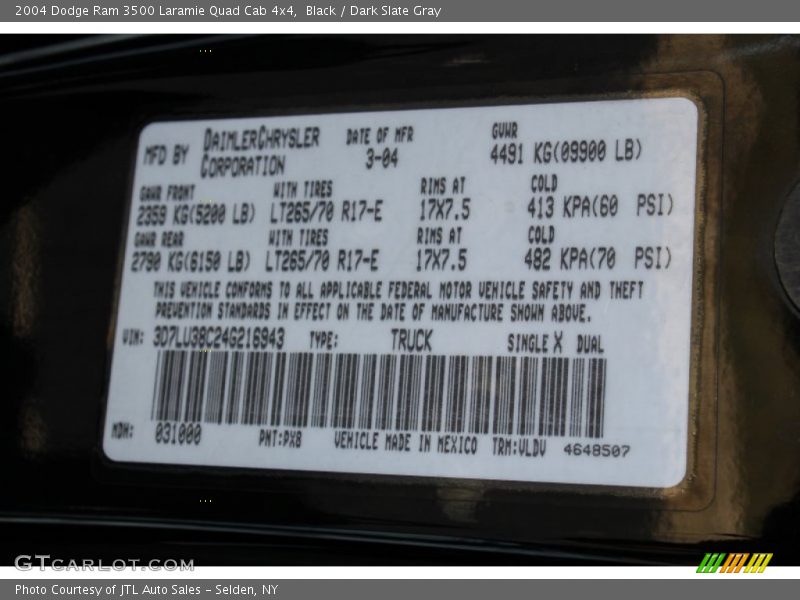 2004 Dodge Ram 3500 Laramie Quad Cab 4x4, Black / Dark Slate Gray
MFD BY DAIMLERCHRYSLER CORPORATION DATE OF MFR 3-04 GVWR 4491 KG(09900 LB)
GAWR FRONT WITH TIRES RIMS AT COLD
2359 KG(5200 LB) LT265/70 R17-E 17X7.5 413 KPA(60 PSI)
GAWR REAR WITH TIRES RIMS AT COLD
2790 KG(6150 LB) LT265/70 R17-E 17X7.5 482 KPA(70 PSI)
THIS VEHICLE CONFORMS TO ALL APPLICABLE FEDERAL MOTOR VEHICLE SAFETY AND THEFT
PREVENTION STANDARDS IN EFFECT ON THE DATE OF MANUFACTURE SHOWN ABOVE.
VIN: 3D7LU38C24G216943 TYPE: TRUCK SINGLE X DUAL
MDH: 031000 PNT:PX8 VEHICLE MADE IN MEXICO TRM:VLDV 4648507
GTCARLOT.COM
Photo Courtesy of JTL Auto Sales - Selden, NY